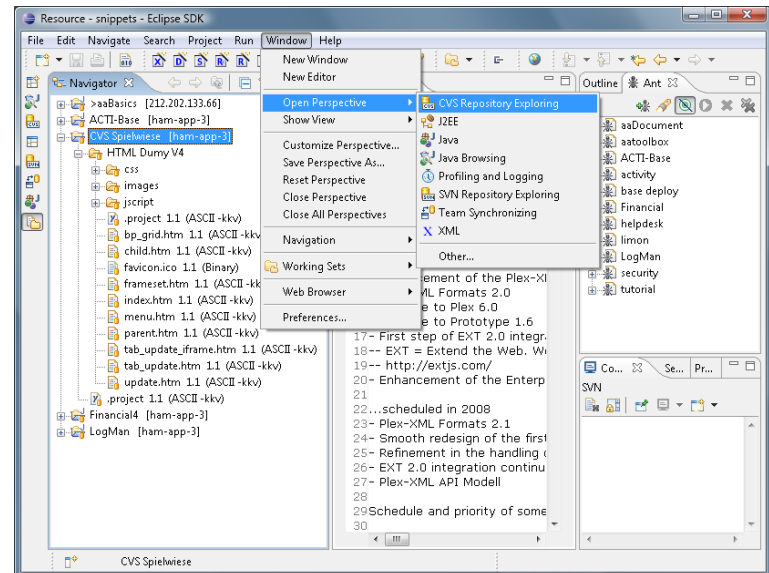 Resource - snippets - Eclipse SDK
File Edit Navigate Search Project Run Window Help
New Window
New Editor
Open Perspective
Show View
Customize Perspective...
Save Perspective As...
Reset Perspective
Close Perspective
Close All Perspectives
Navigation
Working Sets
Web Browser
Preferences...
CVS Repository Exploring
J2EE
Java
Java Browsing
Profiling and Logging
SVN Repository Exploring
Team Synchronizing
XML
Other...
Navigator
>aaBasics [212.202.133.66]
ACTI-Base [ham-app-3]
CVS Spielwiese [ham-app-3]
HTML Dumy V4
css
images
jscript
.project 1.1 (ASCII -kkv)
bp_grid.htm 1.1 (ASCII -kkv
child.htm 1.1 (ASCII -kkv)
favicon.ico 1.1 (Binary)
frameset.htm 1.1 (ASCII -kk
index.htm 1.1 (ASCII -kkv)
menu.htm 1.1 (ASCII -kkv)
parent.htm 1.1 (ASCII -kkv)
tab_update_iframe.htm 1.1 (ASCII -kkv)
tab_update.htm 1.1 (ASCII -kkv)
update.htm 1.1 (ASCII -kkv)
.project 1.1 (ASCII -kkv)
Financial4 [ham-app-3]
LogMan [ham-app-3]
ement of the Plex-Xl
ML Formats 2.0
e to Plex 6.0
e to Prototype 1.6
17- First step of EXT 2.0 integr
18-- EXT = Extend the Web. W
19-- http://extjs.com/
20- Enhancement of the Enterp
21
22...scheduled in 2008
23- Plex-XML Formats 2.1
24- Smooth redesign of the first
25- Refinement in the handling
26- EXT 2.0 integration continu
27- Plex-XML API Modell
28
29Schedule and priority of some
30
Outline Ant
aaDocument
aatoolbox
ACTI-Base
activity
base deploy
Financial
helpdesk
limon
LogMan
security
tutorial
Co... Se... Pr...
SVN
CVS Spielwiese